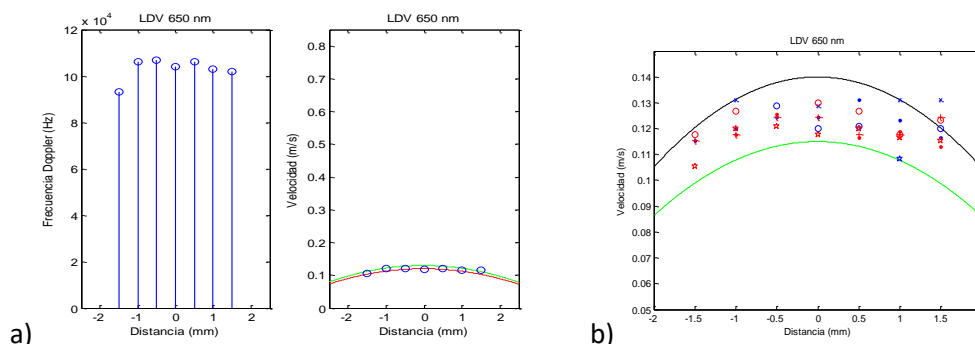 LDV 650 nm
x 10⁴
12
10
8
6
4
2
0
-2 -1 0 1 2
Distancia (mm)
Frecuencia Doppler (Hz)
LDV 650 nm
0.8
0.7
0.6
0.5
0.4
0.3
0.2
0.1
0
-2 -1 0 1 2
Distancia (mm)
Velocidad (m/s)
a)
LDV 650 nm
0.14
0.13
0.12
0.11
0.1
0.09
0.08
0.07
0.06
0.05
-2 -1.5 -1 -0.5 0 0.5 1 1.5
Distancia (mm)
Velocidad (m/s)
b)